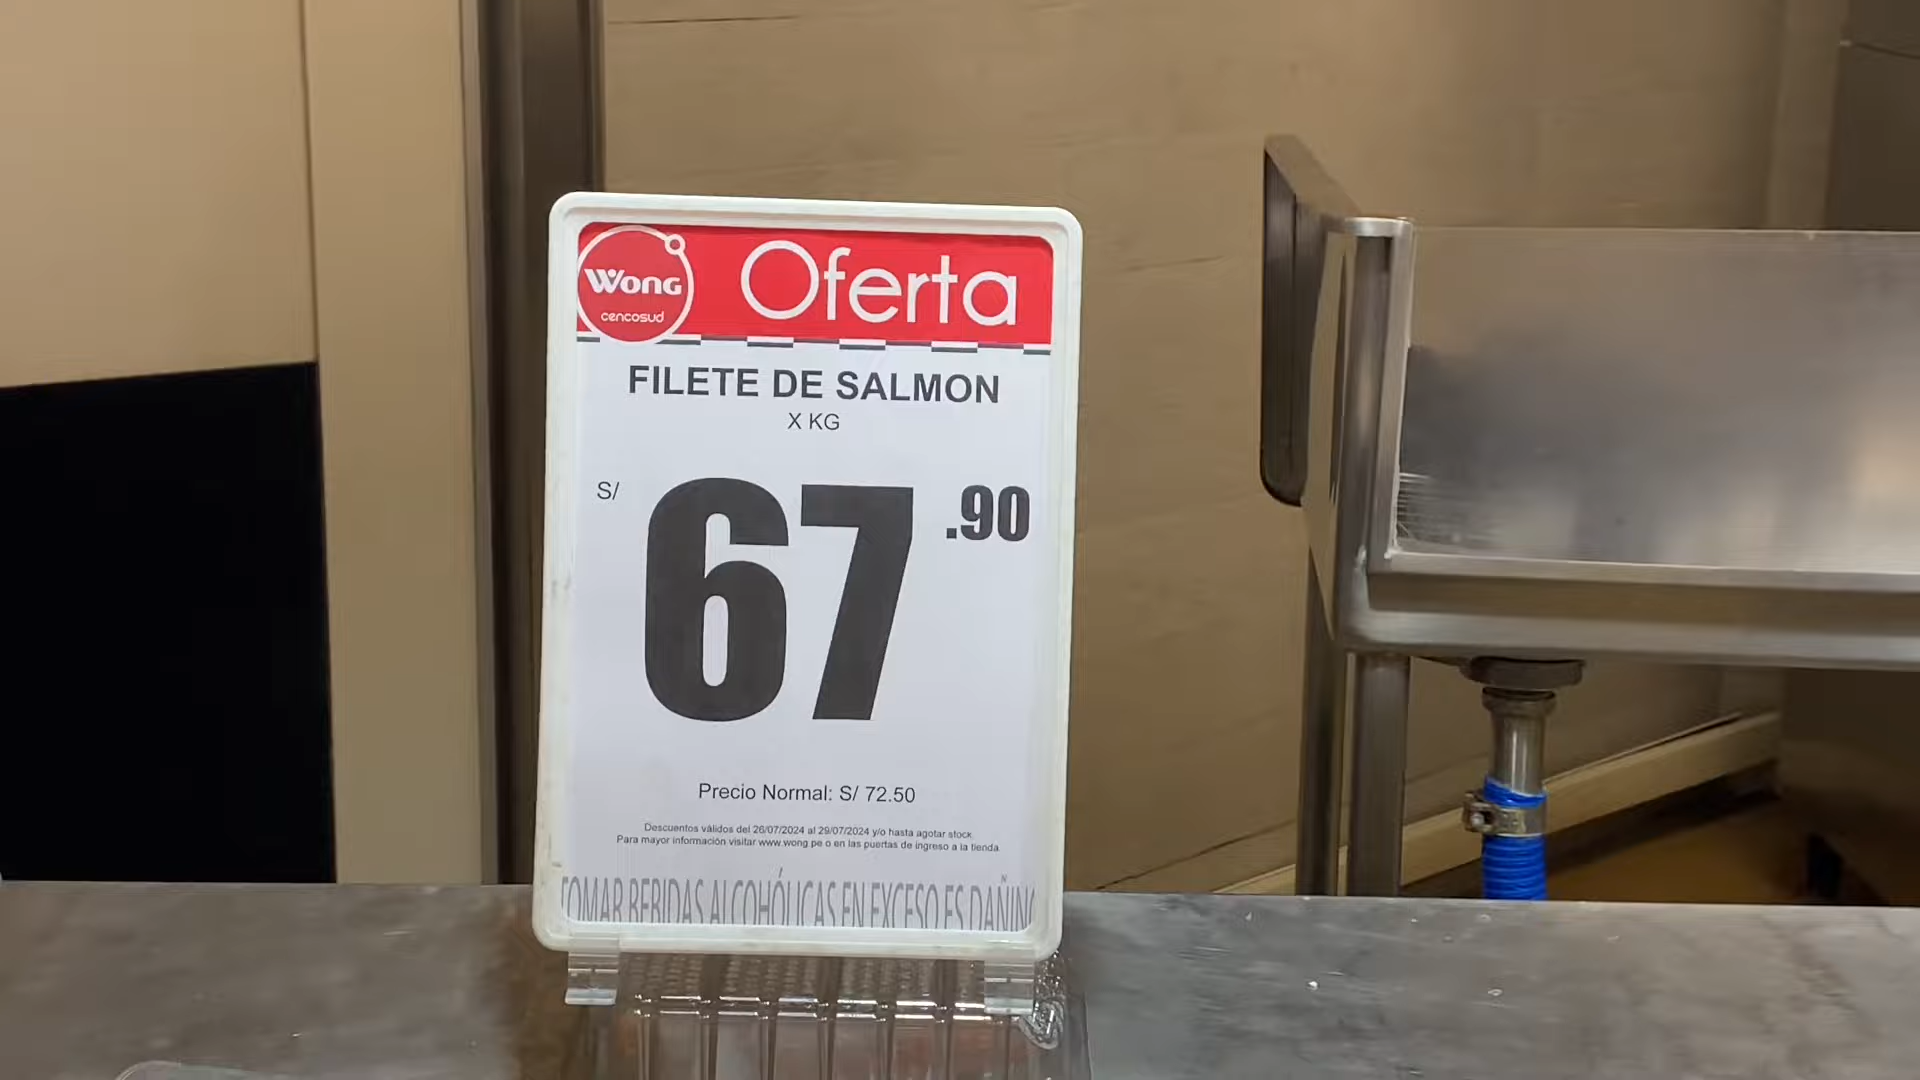 Wong
cencosud
Oferta
FILETE DE SALMON
X KG
S/ 67.90
Precio Normal: S/ 72.50
Descuentos válidos del 26/07/2024 al 29/07/2024 y/o hasta agotar stock
Para mayor información visitar www.wong.pe o en las puertas de ingreso a la tienda
TOMAR BEBIDAS ALCOHÓLICAS EN EXCESO ES DAÑINO